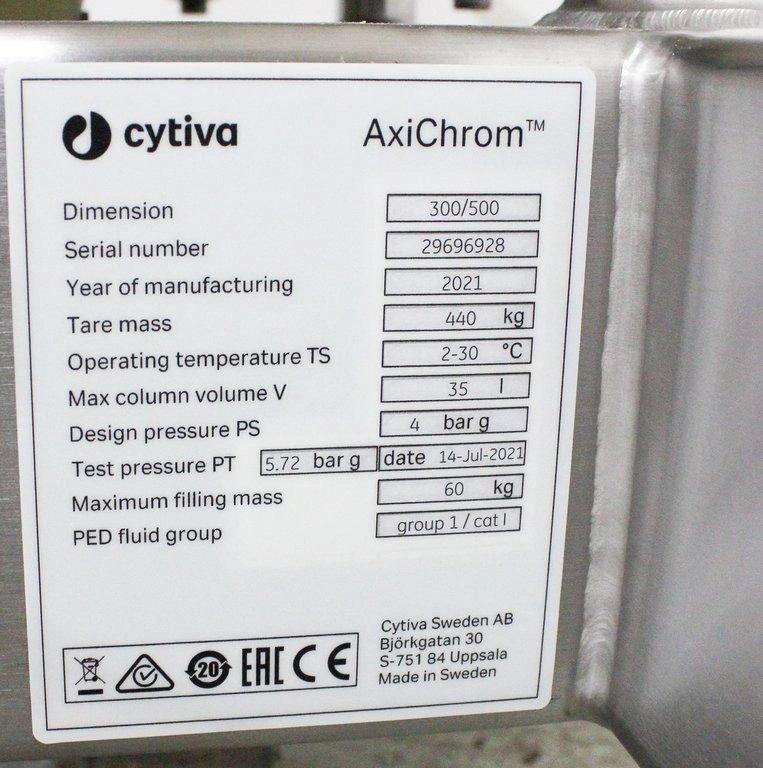 cytiva AxiChrom™
Dimension 300/500
Serial number 29696928
Year of manufacturing 2021
Tare mass 440 kg
Operating temperature TS 2-30 °C
Max column volume V 35 l
Design pressure PS 4 bar g
Test pressure PT 5.72 bar g date 14-Jul-2021
Maximum filling mass 60 kg
PED fluid group group 1 / cat I
20 EAC CE
Cytiva Sweden AB
Björkgatan 30
S-751 84 Uppsala
Made in Sweden